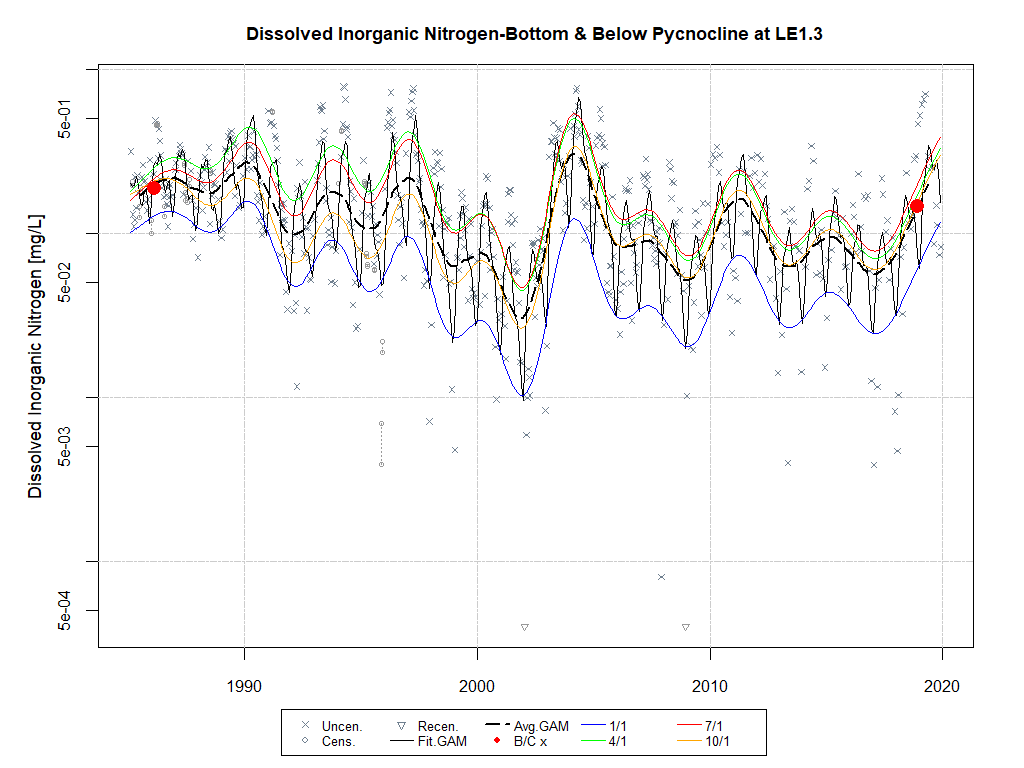 Dissolved Inorganic Nitrogen-Bottom & Below Pycnocline at LE1.3
Dissolved Inorganic Nitrogen [mg/L]
5e-01
5e-02
5e-03
5e-04
1990 2000 2010 2020
Uncen. Recen. Avg.GAM 1/1 7/1
Cens. Fit.GAM B/C x 4/1 10/1